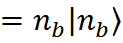 = n_b|n_b⟩